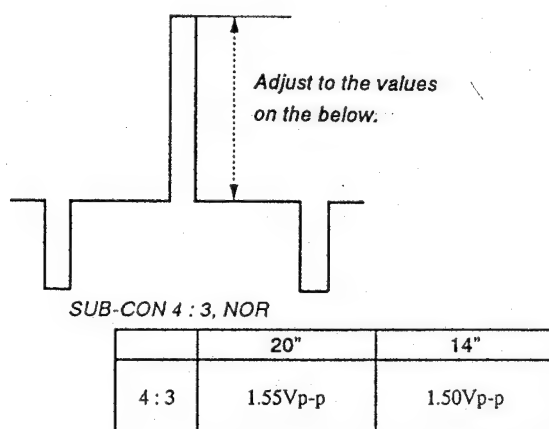 Adjust to the values
on the below.
SUB-CON 4 : 3, NOR
20" 14"
4 : 3 1.55Vp-p 1.50Vp-p